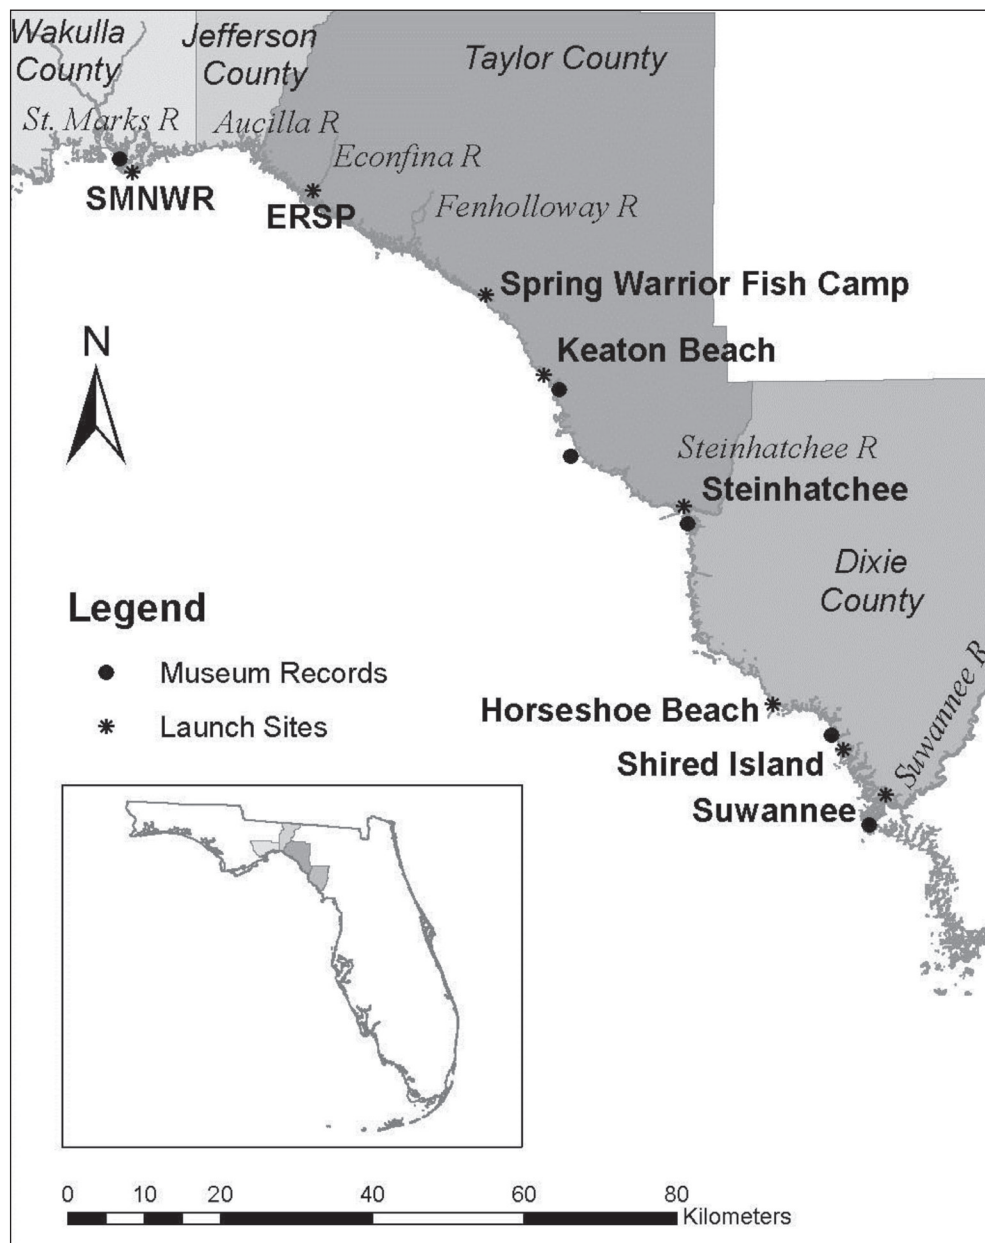 Wakulla
County
Jefferson
County
Taylor County
St. Marks R
Aucilla R
Econfina R
SMNWR
ERSP
Fenholloway R
Spring Warrior Fish Camp
N
Keaton Beach
Steinhatchee R
Steinhatchee
Dixie
County
Legend
Museum Records
Launch Sites
Suwannee R
Horseshoe Beach
Shired Island
Suwannee
0 10 20 40 60 80
Kilometers